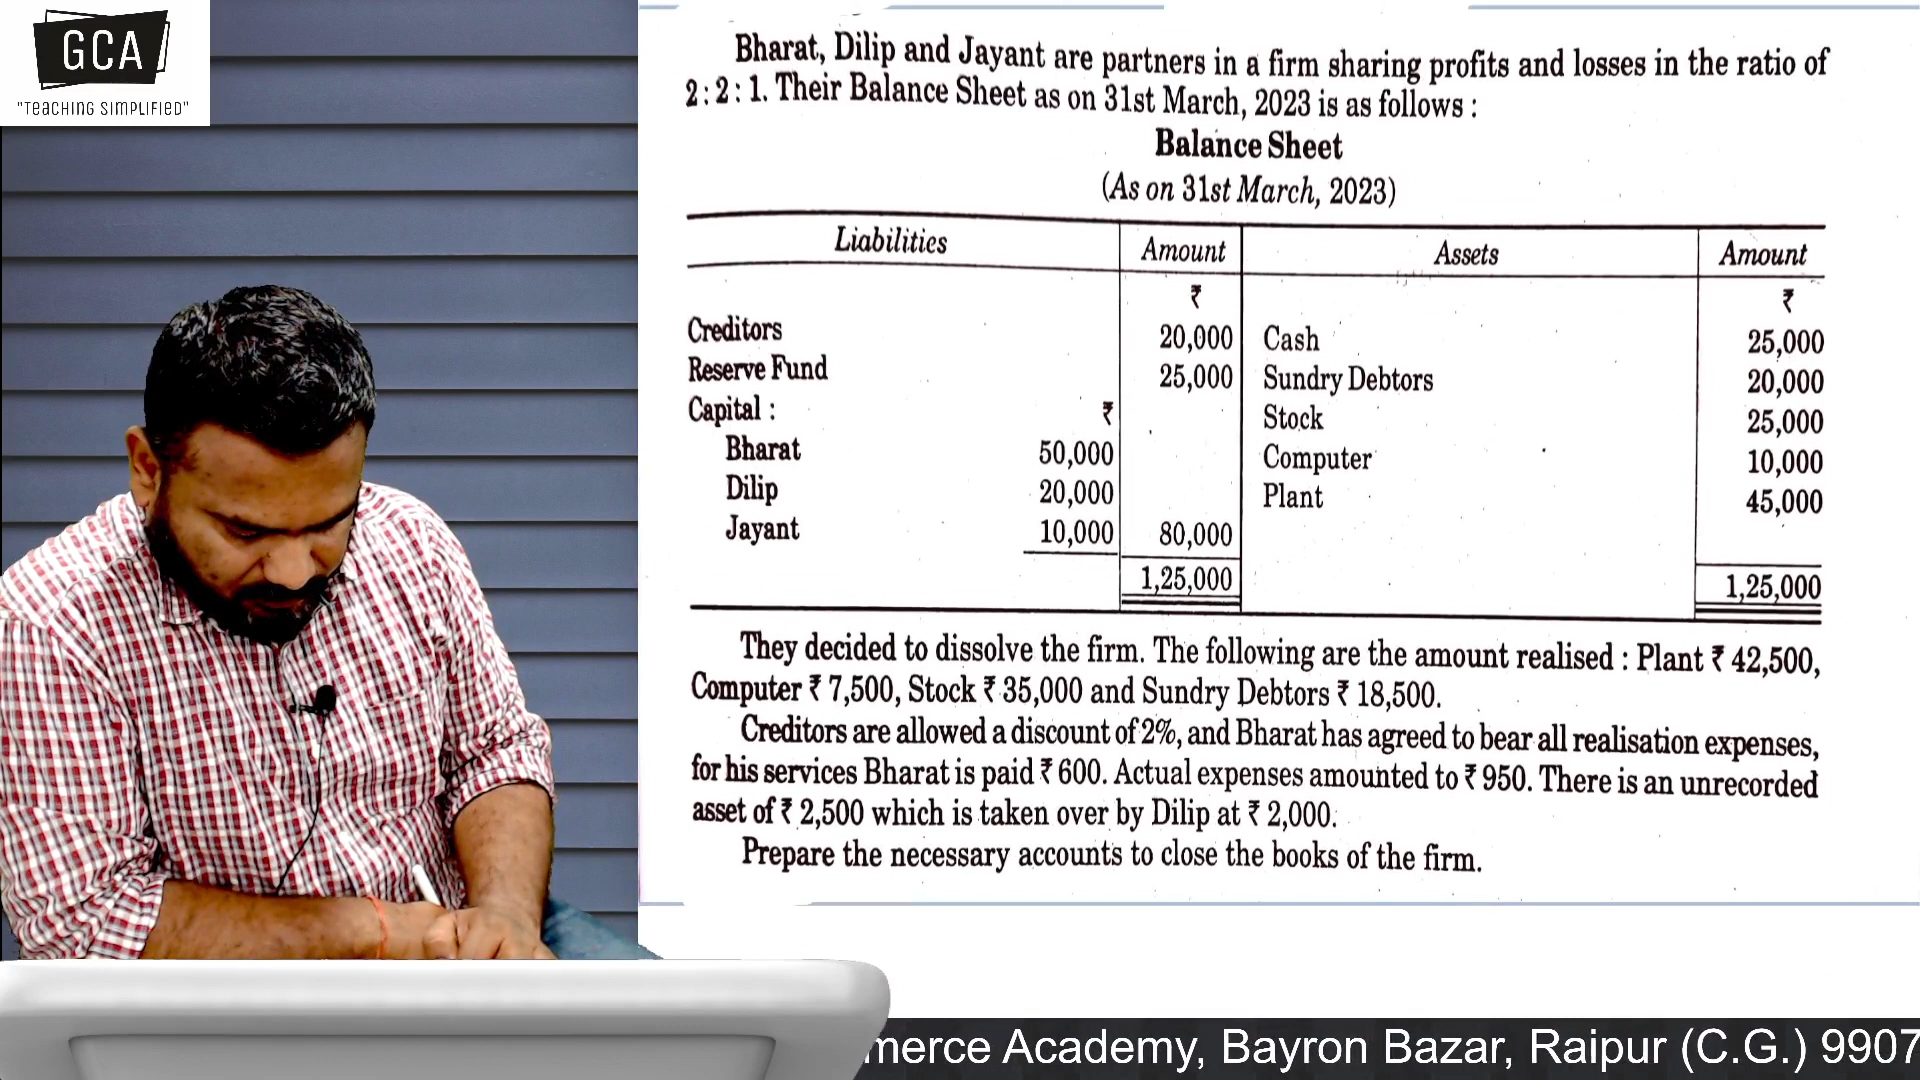 GCA
"TEACHING SIMPLIFIED"
Bharat, Dilip and Jayant are partners in a firm sharing profits and losses in the ratio of
2 : 2 : 1. Their Balance Sheet as on 31st March, 2023 is as follows :
Balance Sheet
(As on 31st March, 2023)
Liabilities Amount Assets Amount
₹ ₹
Creditors 20,000 Cash 25,000
Reserve Fund 25,000 Sundry Debtors 20,000
Capital : ₹ Stock 25,000
Bharat 50,000 Computer 10,000
Dilip 20,000 Plant 45,000
Jayant 10,000 80,000
1,25,000 1,25,000
They decided to dissolve the firm. The following are the amount realised : Plant ₹ 42,500,
Computer ₹ 7,500, Stock ₹ 35,000 and Sundry Debtors ₹ 18,500.
Creditors are allowed a discount of 2%, and Bharat has agreed to bear all realisation expenses,
for his services Bharat is paid ₹ 600. Actual expenses amounted to ₹ 950. There is an unrecorded
asset of ₹ 2,500 which is taken over by Dilip at ₹ 2,000.
Prepare the necessary accounts to close the books of the firm.
merce Academy, Bayron Bazar, Raipur (C.G.) 9907